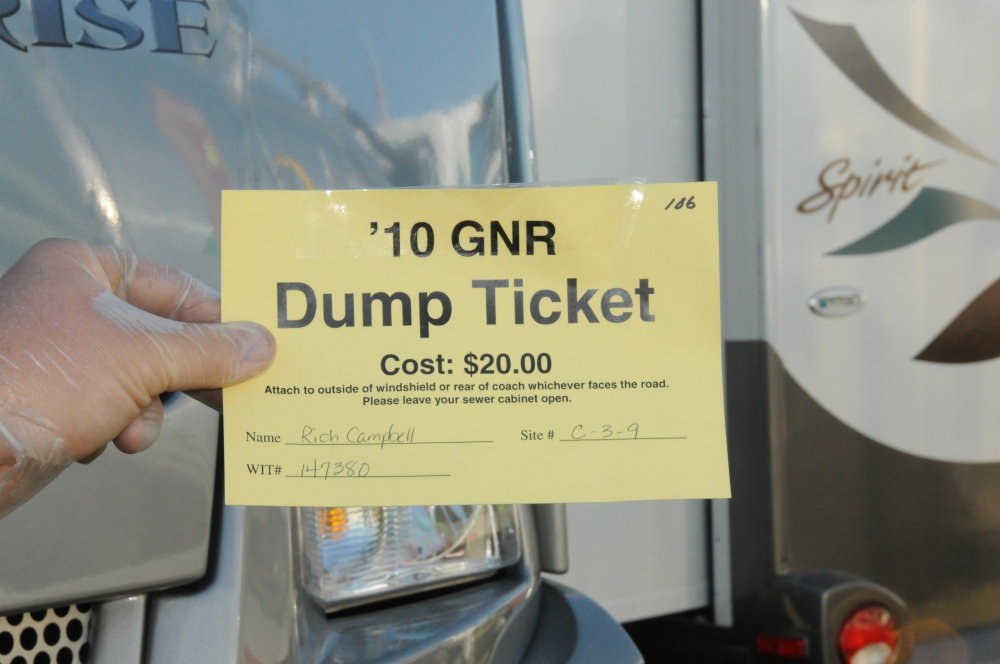 RISE
106
’10 GNR
Dump Ticket
Cost: $20.00
Attach to outside of windshield or rear of coach whichever faces the road.
Please leave your sewer cabinet open.
Name Rich Campbell Site # C-3-9
WIT# 147380
Spirit